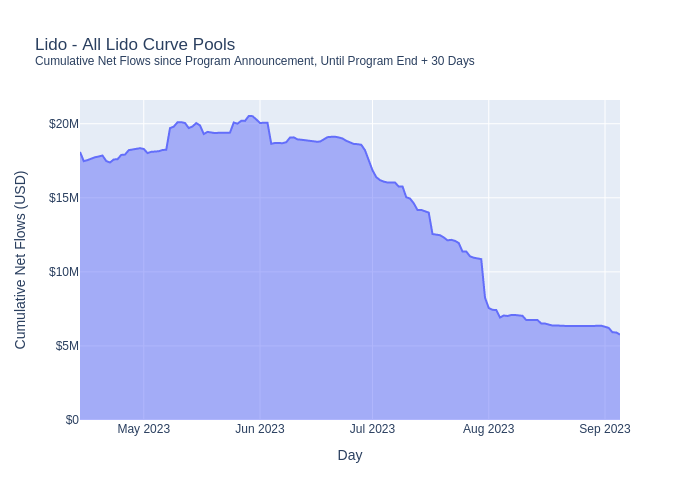 Lido - All Lido Curve Pools
Cumulative Net Flows since Program Announcement, Until Program End + 30 Days
Cumulative Net Flows (USD)
$20M
$15M
$10M
$5M
$0
May 2023
Jun 2023
Jul 2023
Aug 2023
Sep 2023
Day